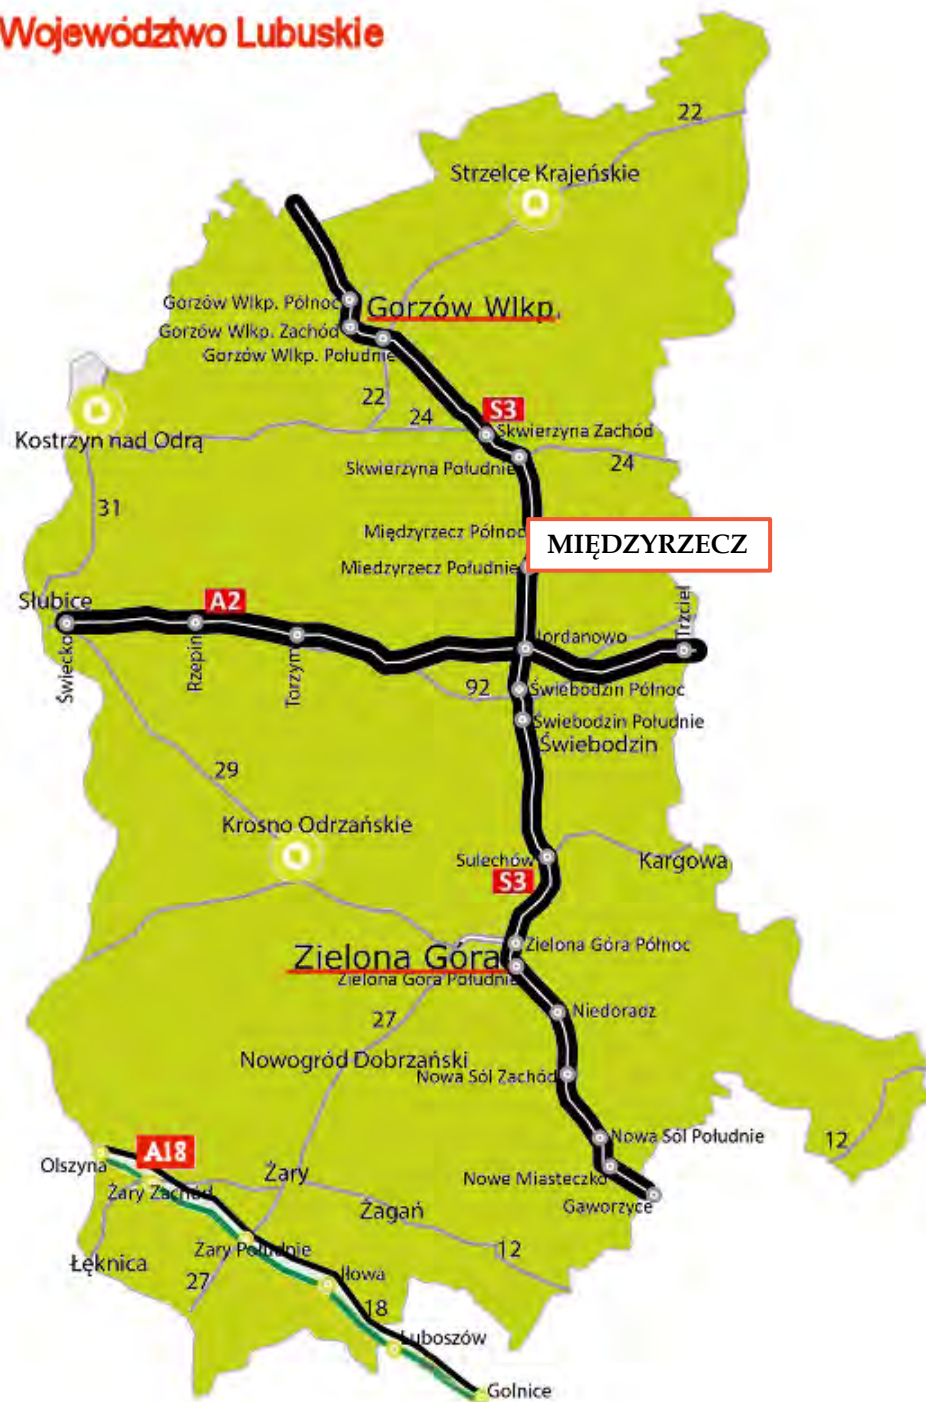 Województwo Lubuskie
22
Strzelce Krajeńskie
Gorzów Wlkp. Północ
Gorzów Wlkp.
Gorzów Wlkp. Zachód
Gorzów Wlkp. Południe
22
S3
24
Skwierzyna Zachód
Kostrzyn nad Odrą
Skwierzyna Południe
24
31
Międzyrzecz Północ
MIĘDZYRZECZ
Miedzyrzecz Południe
Słubice
A2
Trzciel
Jordanowo
Świecko
Rzepin
Torzym
92
Świebodzin Północ
Świebodzin Południe
Świebodzin
29
Krosno Odrzańskie
Sulechów
Kargowa
S3
Zielona Góra Północ
Zielona Góra
Zielona Góra Południe
27
Niedoradz
Nowogród Dobrzański
Nowa Sól Zachód
Nowa Sól Południe
12
A18
Olszyna
Żary
Nowe Miasteczko
Żary Zachód
Gaworzyce
Żagań
Żary Południe
12
Łęknica
27
Iłowa
18
Luboszów
Golnice